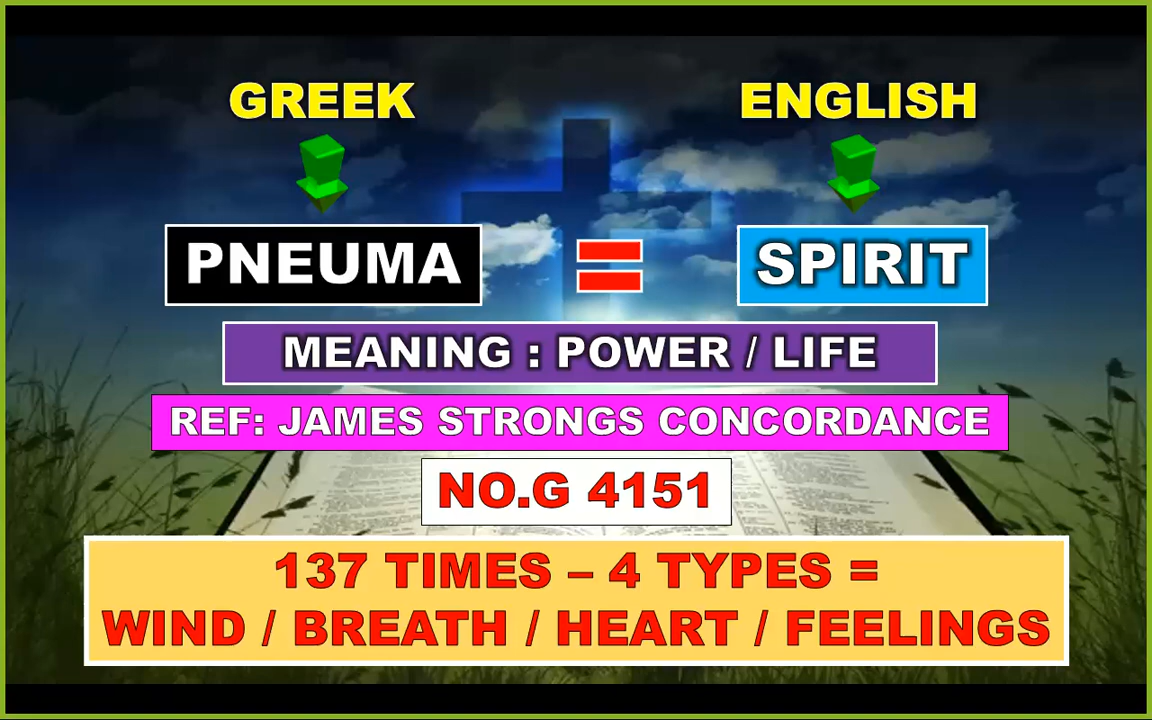 GREEK
ENGLISH
PNEUMA = SPIRIT
MEANING : POWER / LIFE
REF: JAMES STRONGS CONCORDANCE
NO.G 4151
137 TIMES – 4 TYPES =
WIND / BREATH / HEART / FEELINGS